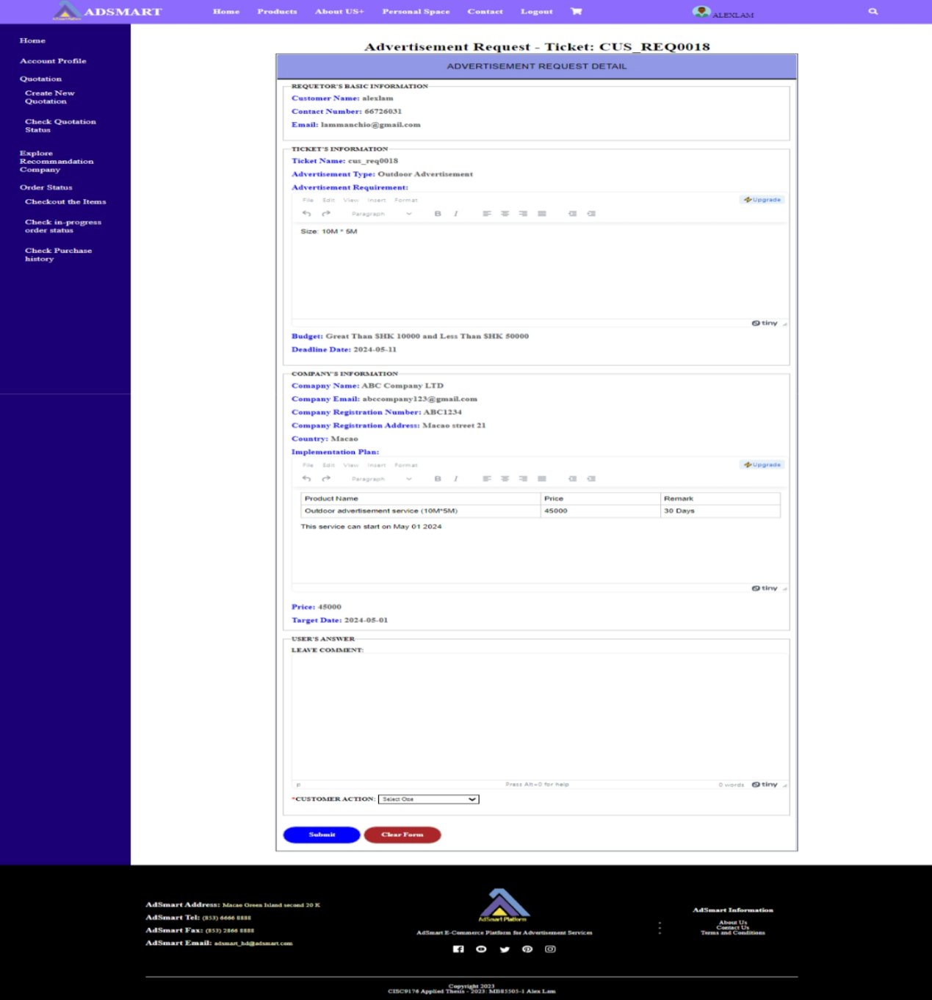 ADSMART
Home Products About US+ Personal Space Contact Logout
ALEXLAM
Home
Account Profile
Quotation
Create New
Quotation
Check Quotation
Status
Explore
Recommandation
Company
Order Status
Checkout the Items
Check in-progress
order status
Check Purchase
history
Advertisement Request - Ticket: CUS_REQ0018
ADVERTISEMENT REQUEST DETAIL
REQUETOR'S BASIC INFORMATION
Customer Name: alexlam
Contact Number: 66726031
Email: lammanchio@gmail.com
TICKET'S INFORMATION
Ticket Name: cus_req0018
Advertisement Type: Outdoor Advertisement
Advertisement Requirement:
File Edit View Insert Format Upgrade
Paragraph B I
Size: 10M * 5M
tiny
Budget: Great Than $HK 10000 and Less Than $HK 50000
Deadline Date: 2024-05-11
COMPANY'S INFORMATION
Comapny Name: ABC Company LTD
Company Email: abccompany123@gmail.com
Company Registration Number: ABC1234
Company Registration Address: Macao street 21
Country: Macao
Implementation Plan:
File Edit View Insert Format Upgrade
Paragraph B I
Product Name Price Remark
Outdoor advertisement service (10M*5M) 45000 30 Days
This service can start on May 01 2024
tiny
Price: 45000
Target Date: 2024-05-01
USER'S ANSWER
LEAVE COMMENT:
p Press Alt+0 for help 0 words tiny
*CUSTOMER ACTION: Select One
Submit Clear Form
AdSmart Address: Macao Green Island second 20 K
AdSmart Tel: (853) 6666 8888
AdSmart Fax: (853) 2866 8888
AdSmart Email: adsmart_hd@adsmart.com
AdSmart Platform
AdSmart E-Commerce Platform for Advertisement Services
AdSmart Information
About Us
Contact Us
Terms and Conditions
Copyright 2023
CISC9176 Applied Thesis - 2023: MB85505-1 Alex Lam